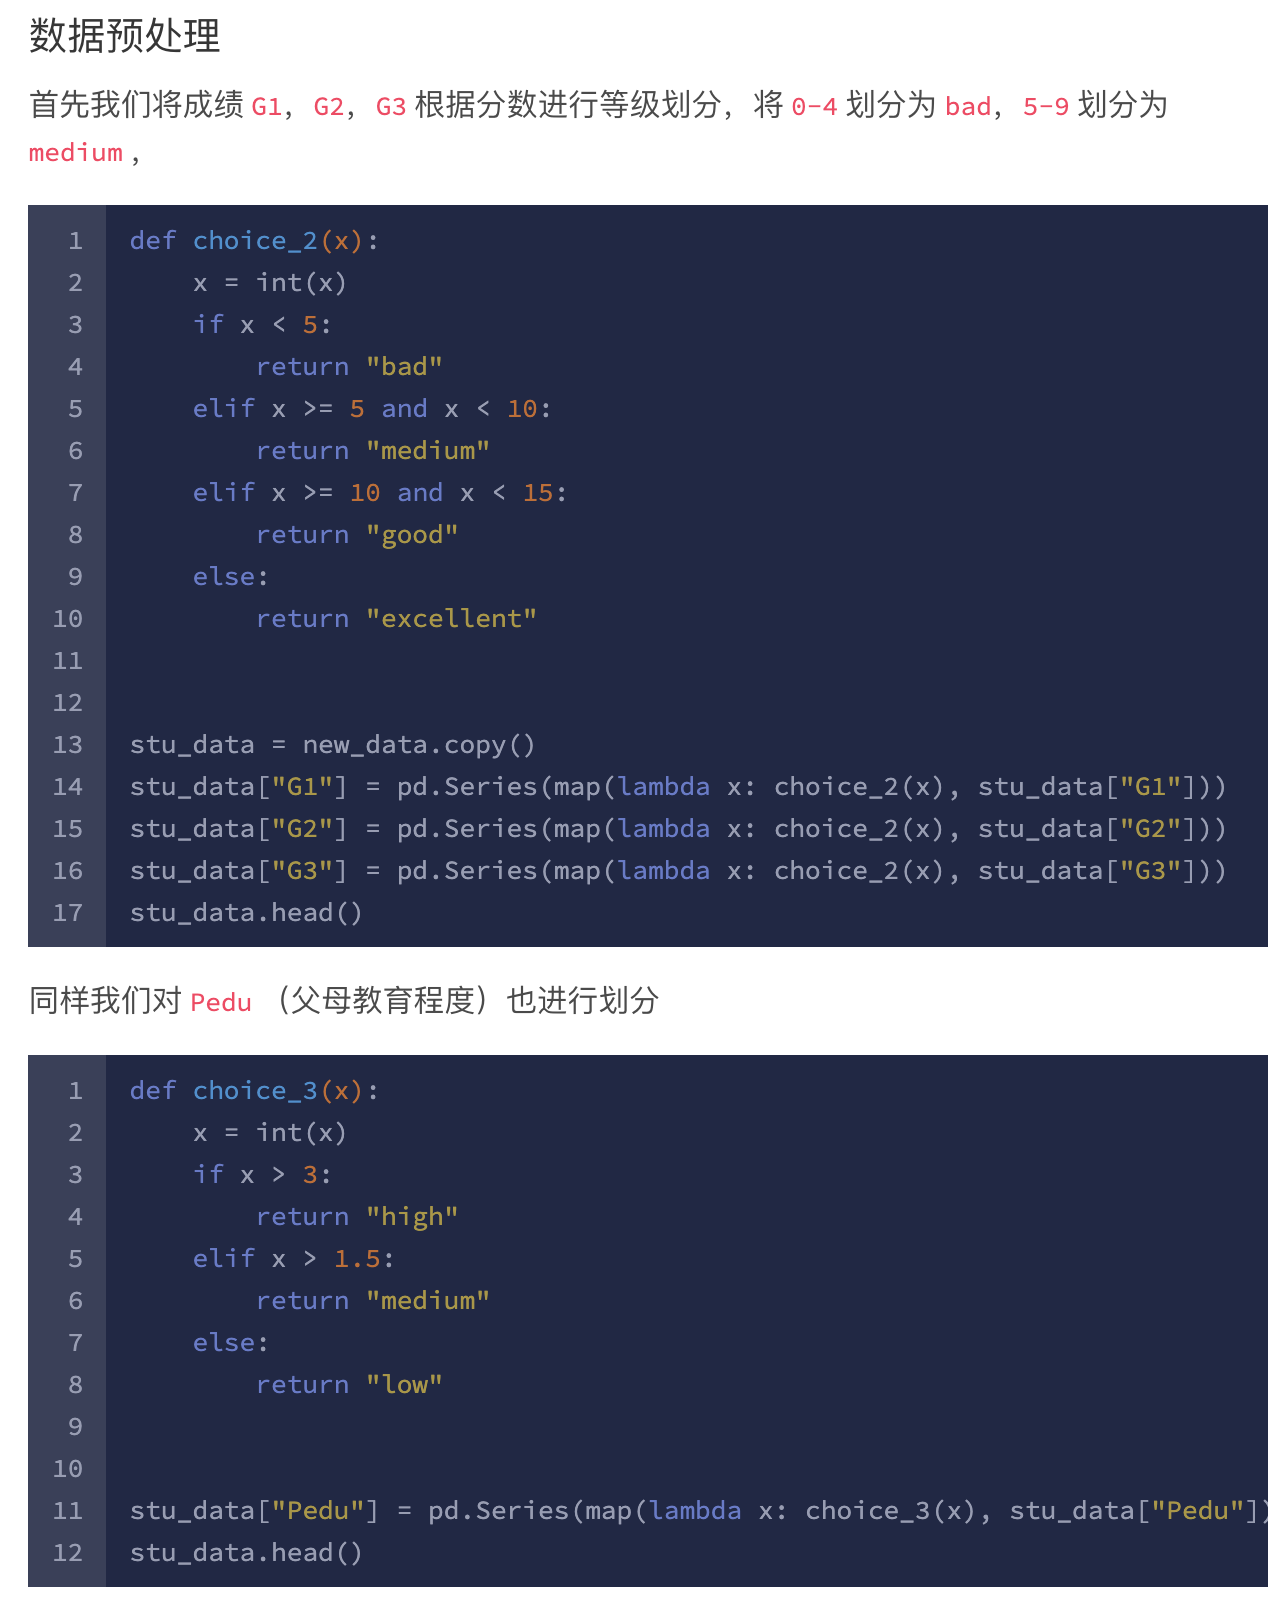 数据预处理
首先我们将成绩 G1，G2，G3 根据分数进行等级划分，将 0-4 划分为 bad，5-9 划分为
medium ，
1 def choice_2(x):
2     x = int(x)
3     if x < 5:
4         return "bad"
5     elif x >= 5 and x < 10:
6         return "medium"
7     elif x >= 10 and x < 15:
8         return "good"
9     else:
10         return "excellent"
11
12
13 stu_data = new_data.copy()
14 stu_data["G1"] = pd.Series(map(lambda x: choice_2(x), stu_data["G1"]))
15 stu_data["G2"] = pd.Series(map(lambda x: choice_2(x), stu_data["G2"]))
16 stu_data["G3"] = pd.Series(map(lambda x: choice_2(x), stu_data["G3"]))
17 stu_data.head()
同样我们对 Pedu （父母教育程度）也进行划分
1 def choice_3(x):
2     x = int(x)
3     if x > 3:
4         return "high"
5     elif x > 1.5:
6         return "medium"
7     else:
8         return "low"
9
10
11 stu_data["Pedu"] = pd.Series(map(lambda x: choice_3(x), stu_data["Pedu"])
12 stu_data.head()